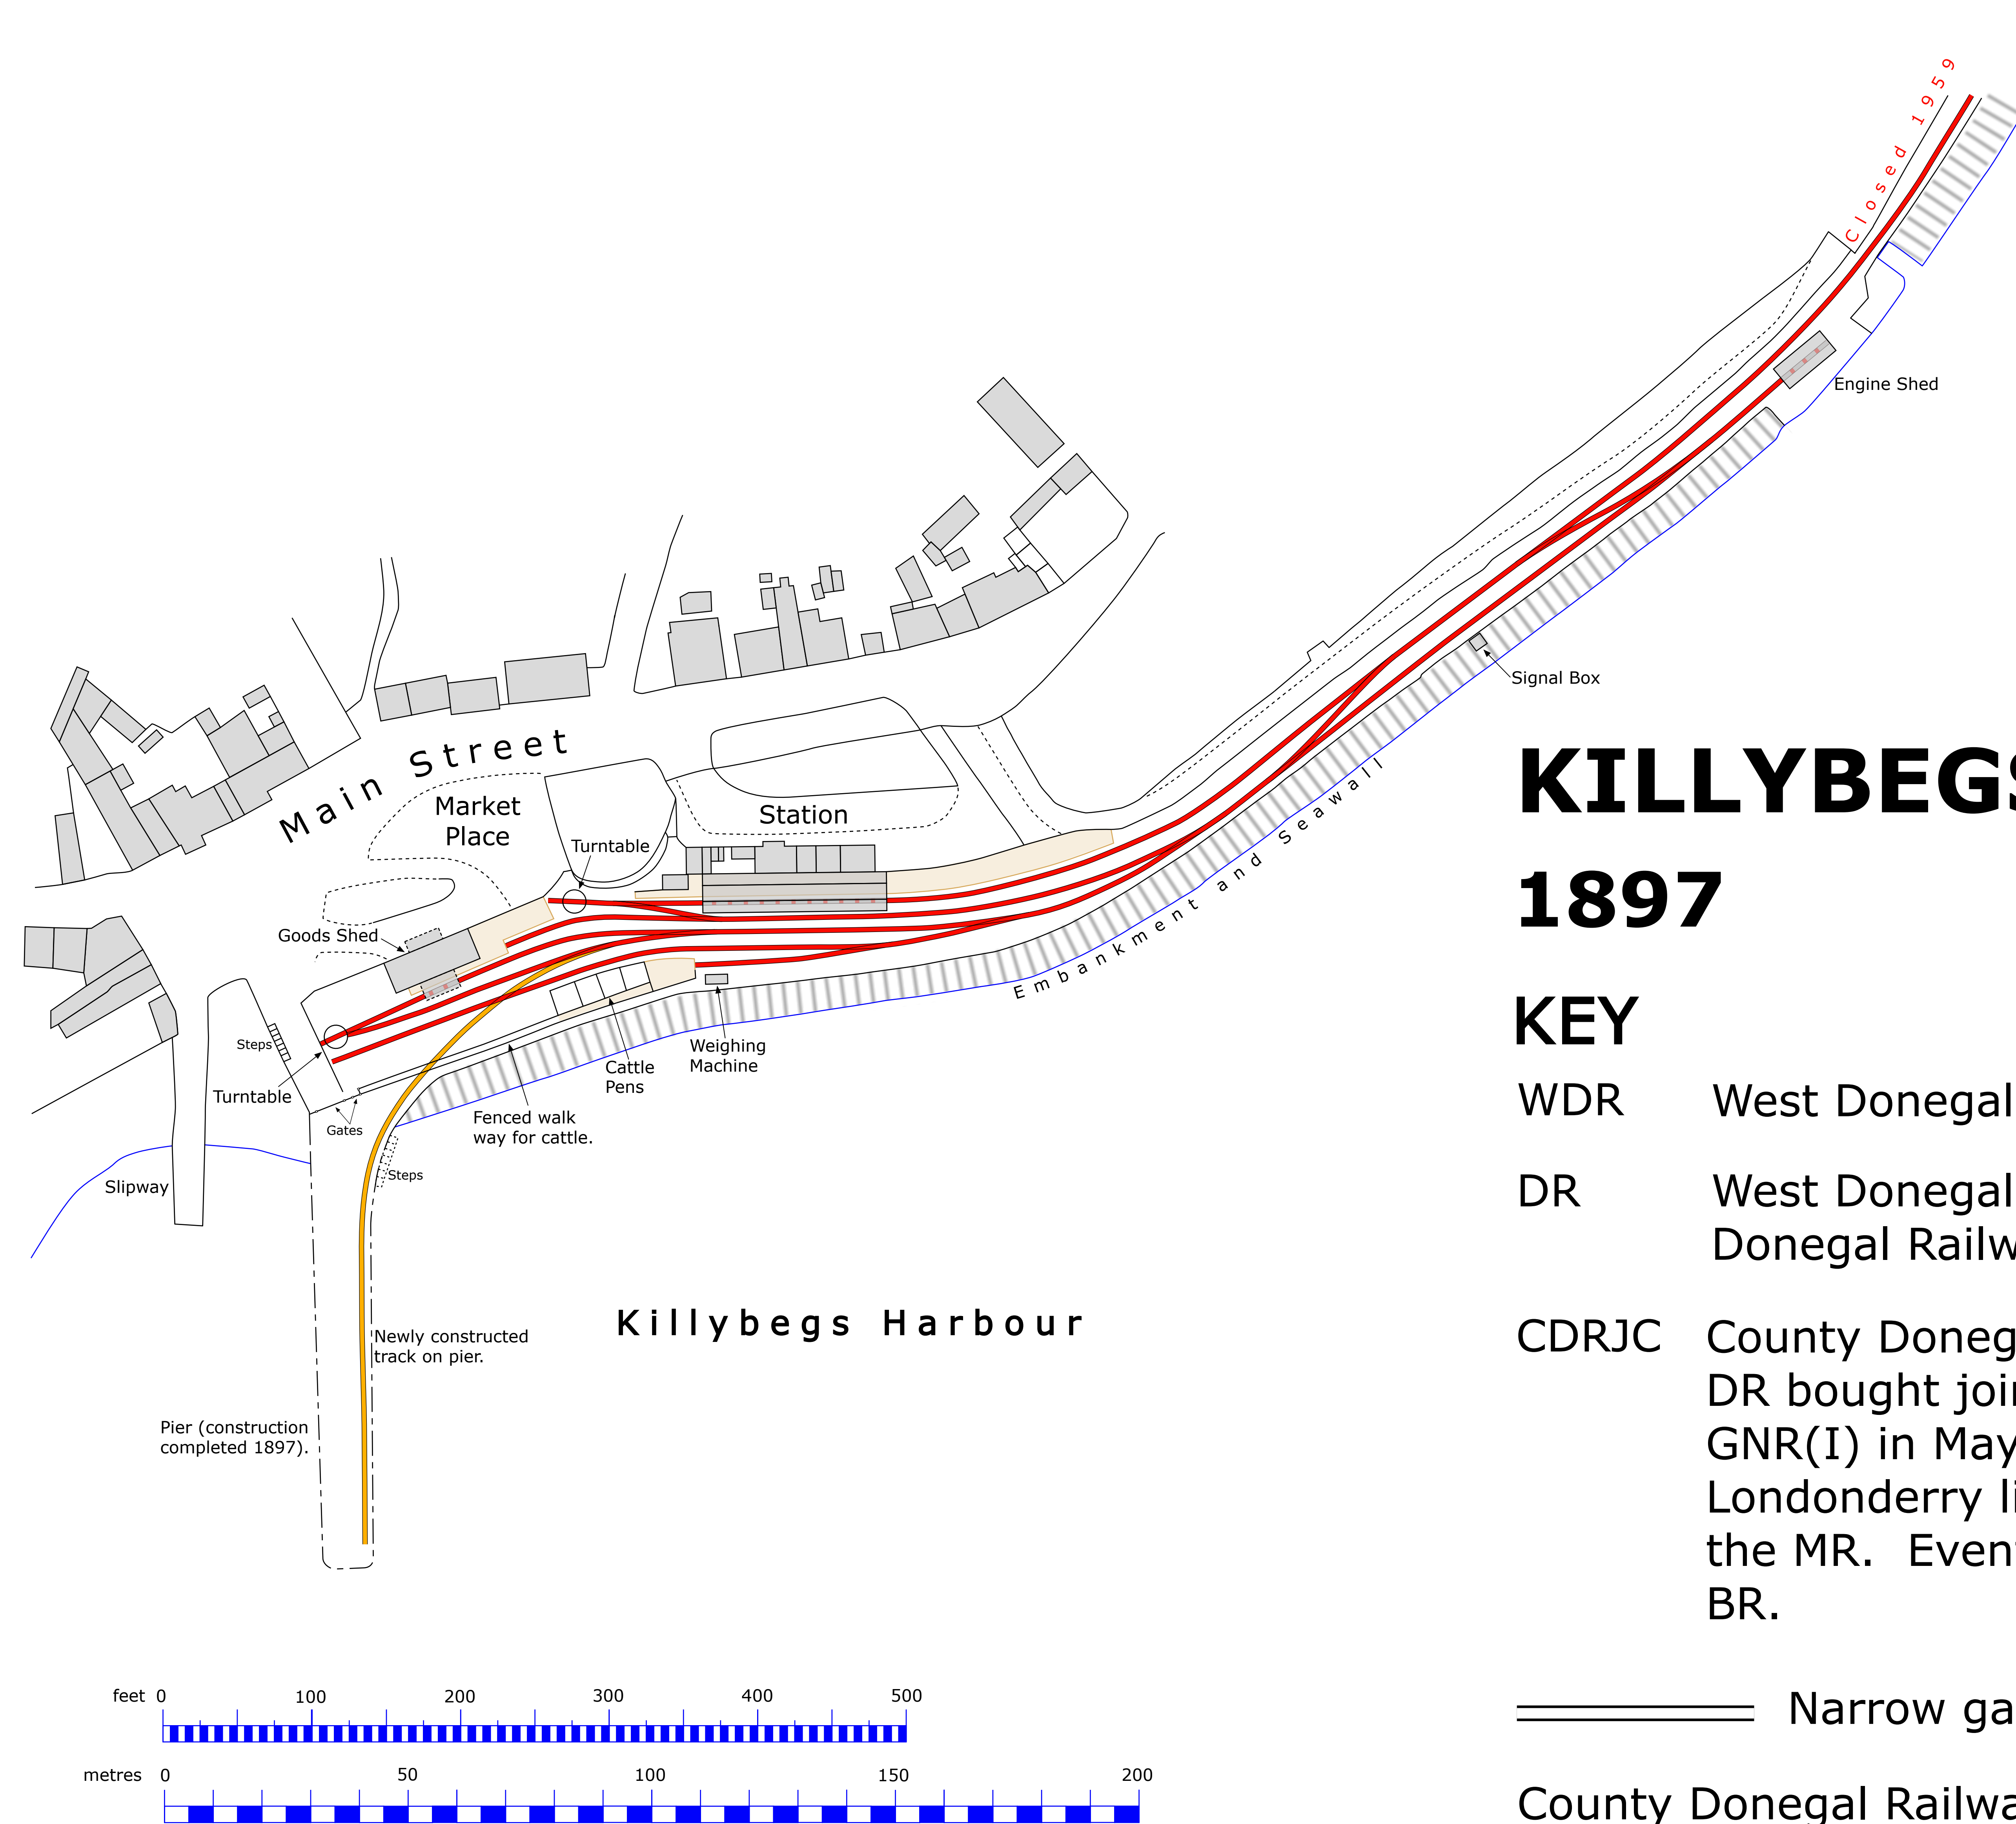 Closed 1959
Engine Shed
Signal Box
Main Street
Market
Place
Station
Turntable
Goods Shed
Embankment and Seawall
Steps
Turntable
Gates
Weighing
Machine
Cattle
Pens
Fenced walk
way for cattle.
Steps
Slipway
Killybegs Harbour
Newly constructed
track on pier.
Pier (construction
completed 1897).
feet 0 100 200 300 400 500
metres 0 50 100 150 200
KILLYBEGS
1897
KEY
WDR West Donegal
DR West Donegal
Donegal Railw
CDRJC County Doneg
DR bought join
GNR(I) in May
Londonderry li
the MR. Event
BR.
Narrow ga
County Donegal Railwa